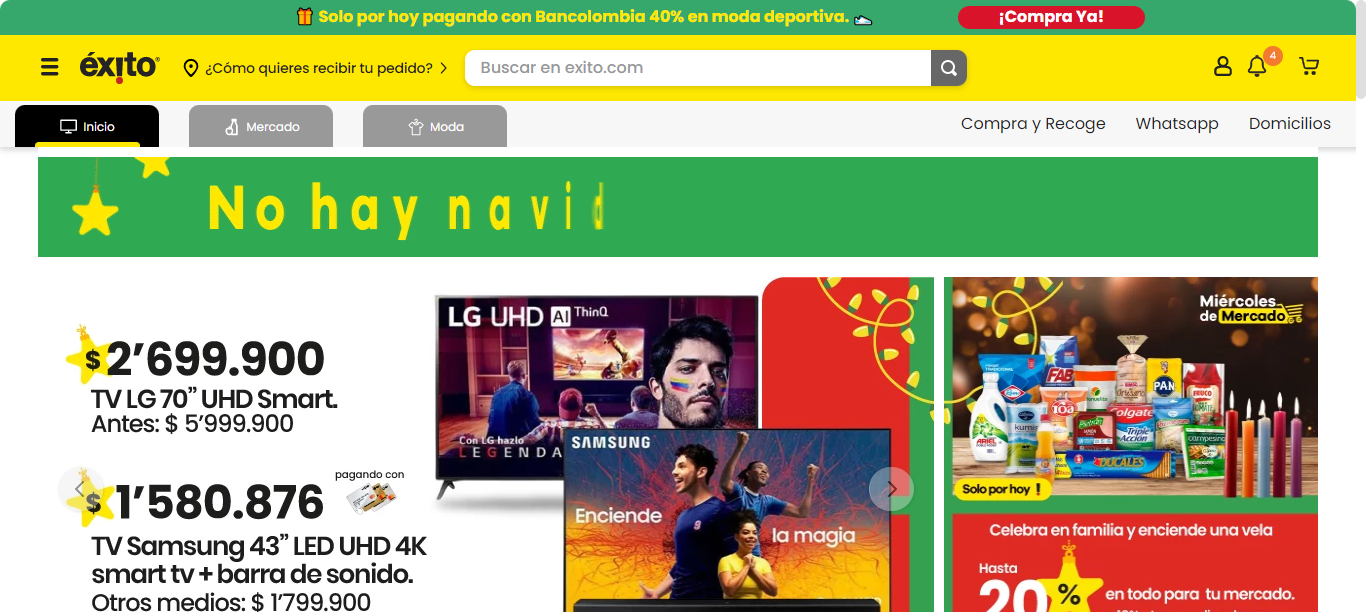 Solo por hoy pagando con Bancolombia 40% en moda deportiva.
¡Compra Ya!
éxito
¿Cómo quieres recibir tu pedido?
Buscar en exito.com
4
Inicio
Mercado
Moda
Compra y Recoge
Whatsapp
Domicilios
No hay navid
$2’699.900
TV LG 70” UHD Smart.
Antes: $ 5’999.900
pagando con
$1’580.876
TV Samsung 43” LED UHD 4K
smart tv + barra de sonido.
Otros medios: $ 1’799.900
LG UHD AI ThinQ
Con LG hazlo
LEGENDA
SAMSUNG
Enciende
la magia
Miércoles
de Mercado
FAB
PAN
FRUCO
Colgate
Triple
Acción
ARIEL
DUCALES
campesino
Solo por hoy !
Celebra en familia y enciende una vela
Hasta
20%
en todo para tu mercado.